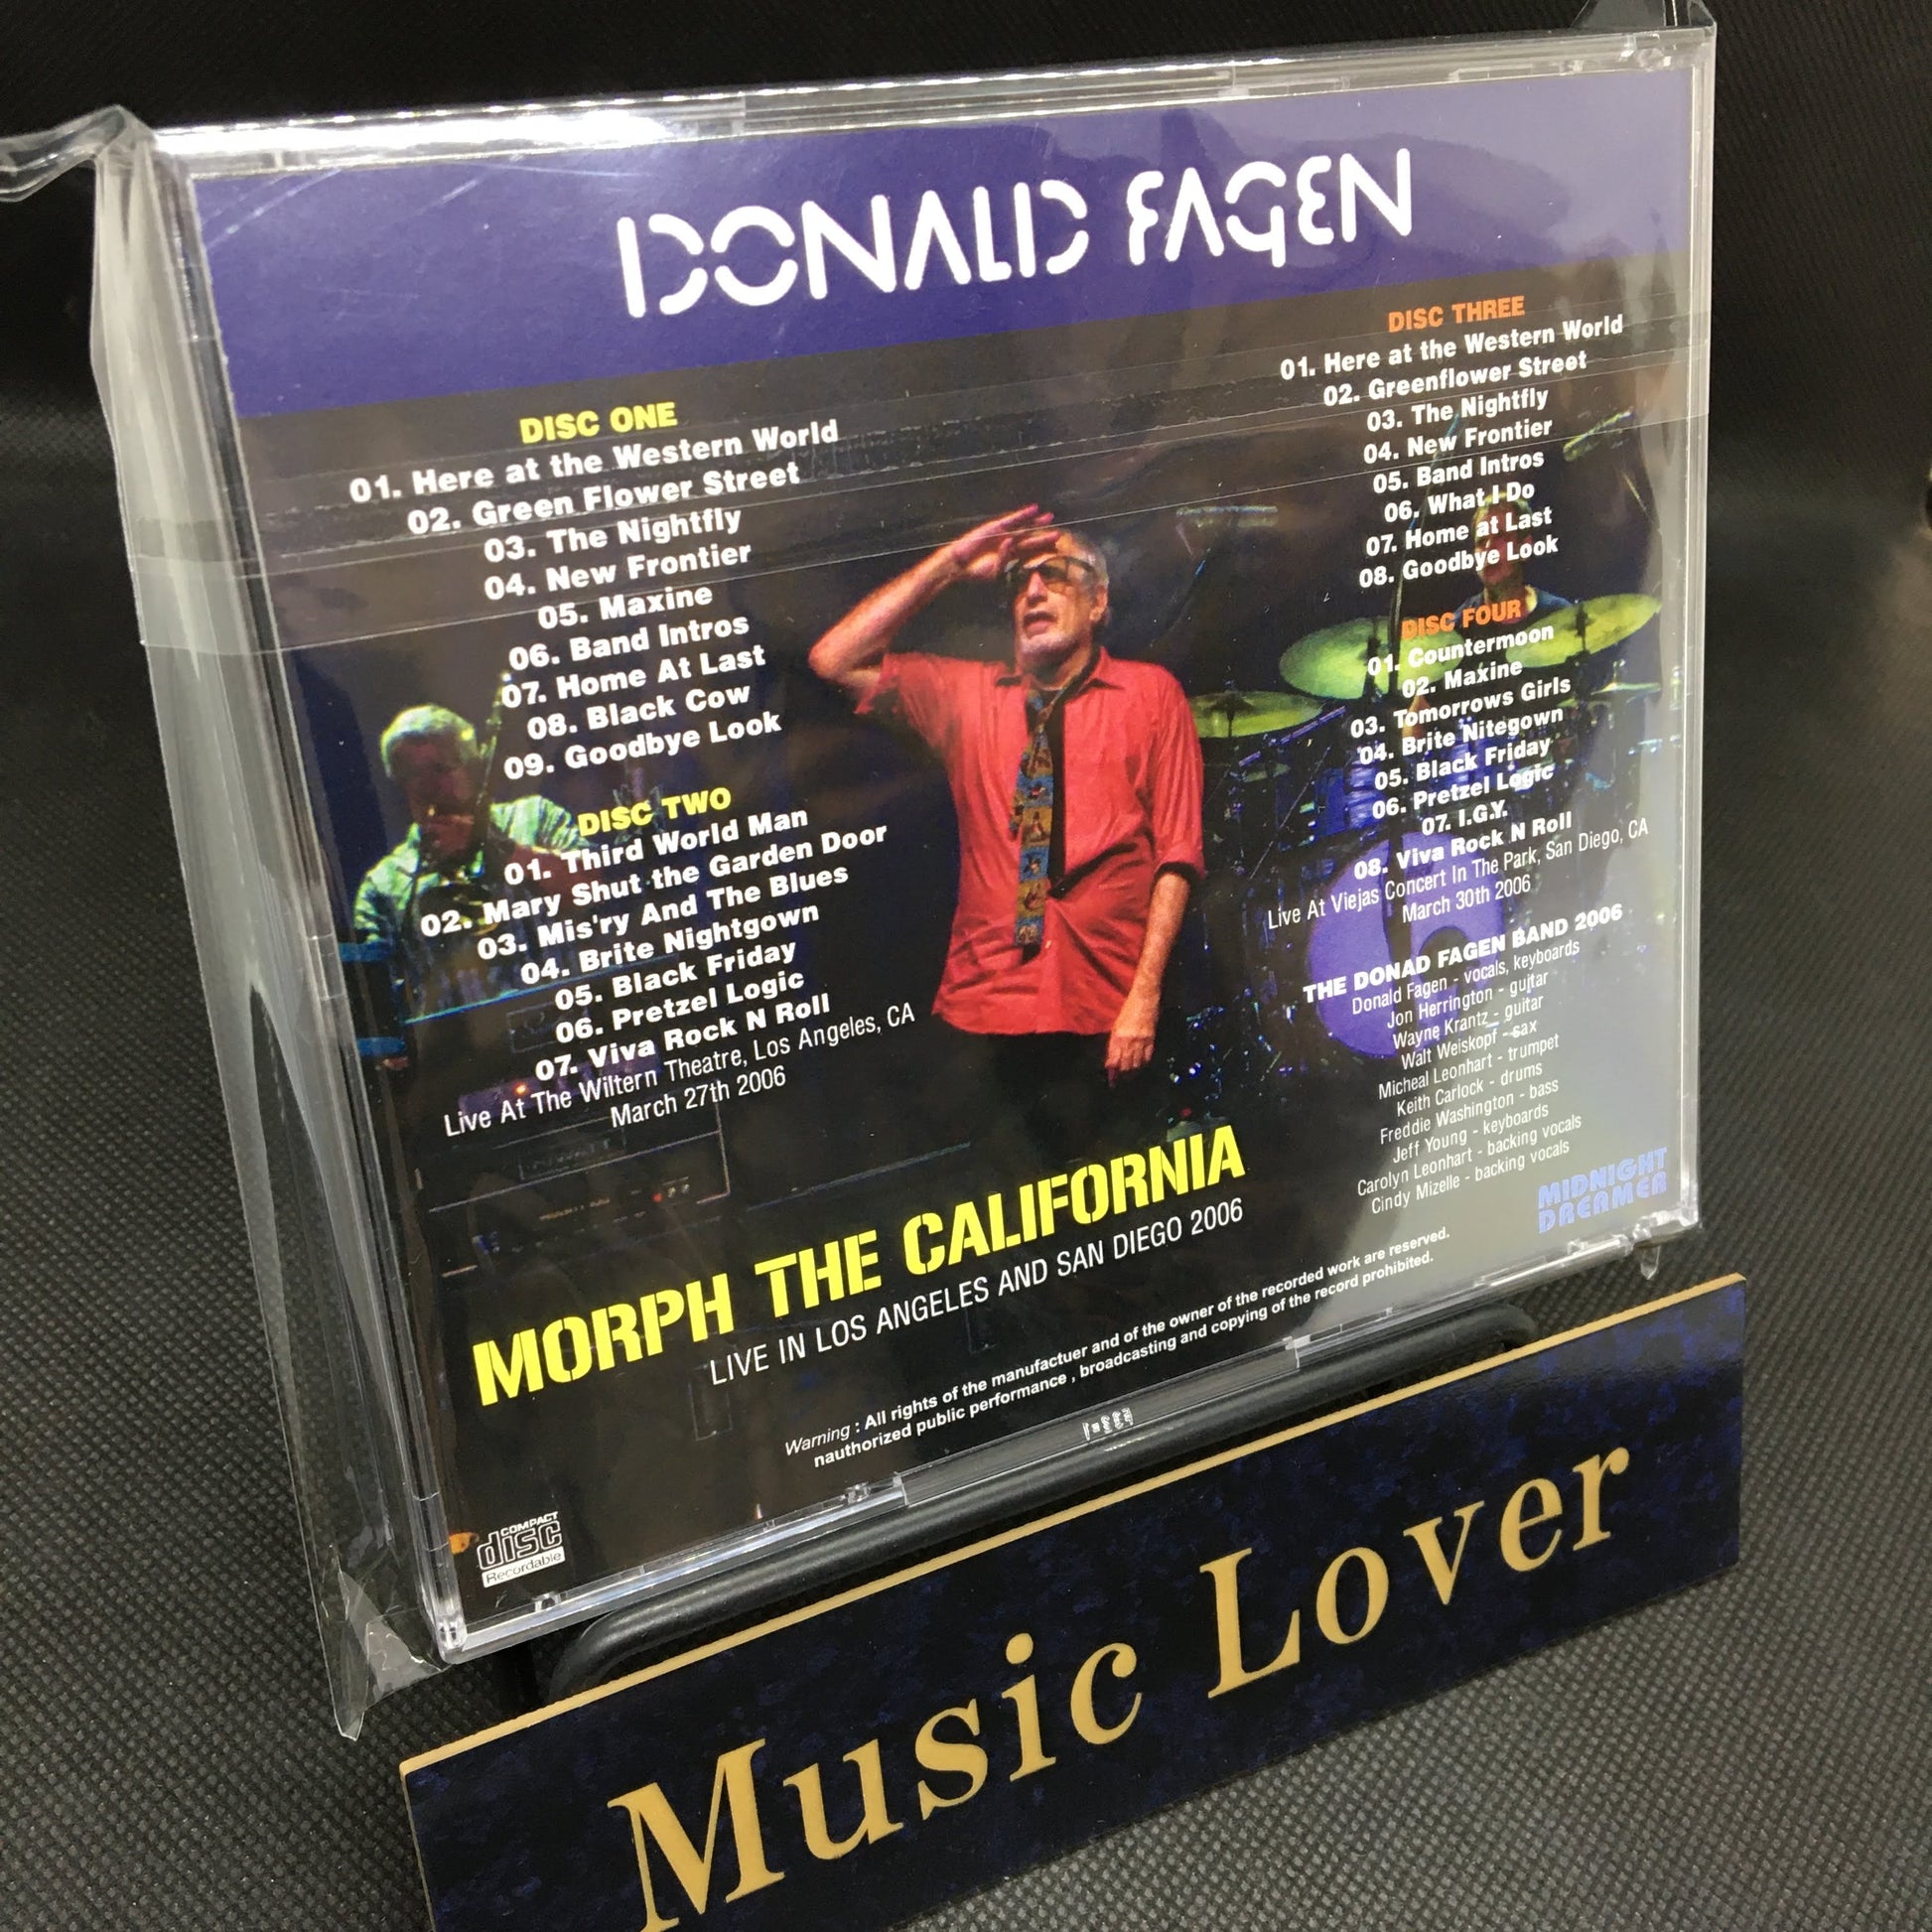 DONALD FAGEN
DISC ONE
01. Here at the Western World
02. Green Flower Street
03. The Nightfly
04. New Frontier
05. Maxine
06. Band Intros
07. Home At Last
08. Black Cow
09. Goodbye Look
DISC TWO
01. Third World Man
02. Mary Shut the Garden Door
03. Mis'ry And The Blues
04. Brite Nightgown
05. Black Friday
06. Pretzel Logic
07. Viva Rock N Roll
Live At The Wiltern Theatre, Los Angeles, CA
March 27th 2006
DISC THREE
01. Here at the Western World
02. Greenflower Street
03. The Nightfly
04. New Frontier
05. Band Intros
06. What I Do
07. Home at Last
08. Goodbye Look
DISC FOUR
01. Countermoon
02. Maxine
03. Tomorrows Girls
04. Brite Nitegown
05. Black Friday
06. Pretzel Logic
07. I.G.Y.
08. Viva Rock N Roll
Live At Viejas Concert In The Park, San Diego, CA
March 30th 2006
THE DONAD FAGEN BAND 2006
Donald Fagen - vocals, keyboards
Jon Herrington - guitar
Wayne Krantz - guitar
Walt Weiskopf - sax
Micheal Leonhart - trumpet
Keith Carlock - drums
Freddie Washington - bass
Jeff Young - keyboards
Carolyn Leonhart - backing vocals
Cindy Mizelle - backing vocals
MIDNIGHT
DREAMER
MORPH THE CALIFORNIA
LIVE IN LOS ANGELES AND SAN DIEGO 2006
Warning : All rights of the manufactuer and of the owner of the recorded work are reserved.
nauthorized public performance , broadcasting and copying of the record prohibited.
COMPACT
disc
Recordable
Music Lover